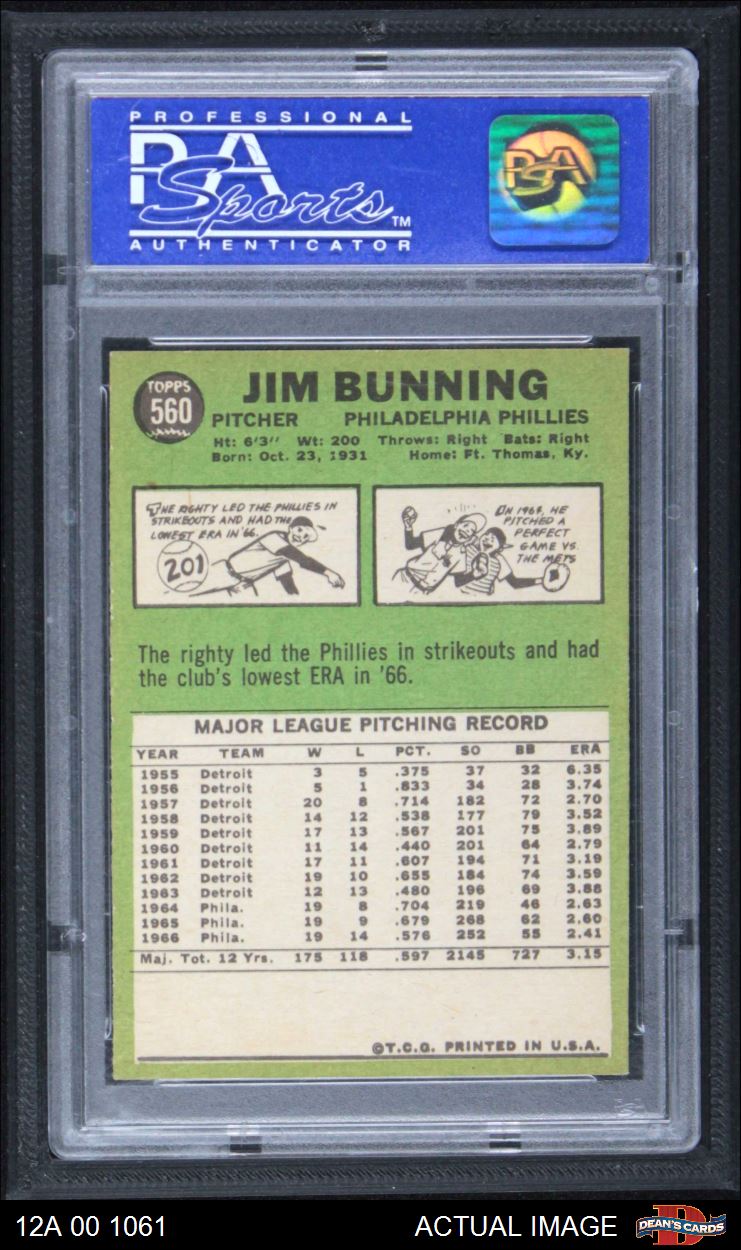 PROFESSIONAL
PSA
Sports™
AUTHENTICATOR
PSA
TOPPS
560
JIM BUNNING
PITCHER PHILADELPHIA PHILLIES
Ht: 6'3" Wt: 200 Throws: Right Bats: Right
Born: Oct. 23, 1931 Home: Ft. Thomas, Ky.
THE RIGHTY LED THE PHILLIES IN
STRIKEOUTS AND HAD THE
LOWEST ERA IN '66.
201
ON 1964, HE
PITCHED A
PERFECT
GAME VS.
THE METS
The righty led the Phillies in strikeouts and had
the club's lowest ERA in '66.
MAJOR LEAGUE PITCHING RECORD
YEAR TEAM W L PCT. SO BB ERA
1955 Detroit 3 5 .375 37 32 6.35
1956 Detroit 5 1 .833 34 28 3.74
1957 Detroit 20 8 .714 182 72 2.70
1958 Detroit 14 12 .538 177 79 3.52
1959 Detroit 17 13 .567 201 75 3.89
1960 Detroit 11 14 .440 201 64 2.79
1961 Detroit 17 11 .607 194 71 3.19
1962 Detroit 19 10 .655 184 74 3.59
1963 Detroit 12 13 .480 196 69 3.88
1964 Phila. 19 8 .704 219 46 2.63
1965 Phila. 19 9 .679 268 62 2.60
1966 Phila. 19 14 .576 252 55 2.41
Maj. Tot. 12 Yrs. 175 118 .597 2145 727 3.15
©T.C.G. PRINTED IN U.S.A.
12A 00 1061 ACTUAL IMAGE
DEAN'S CARDS